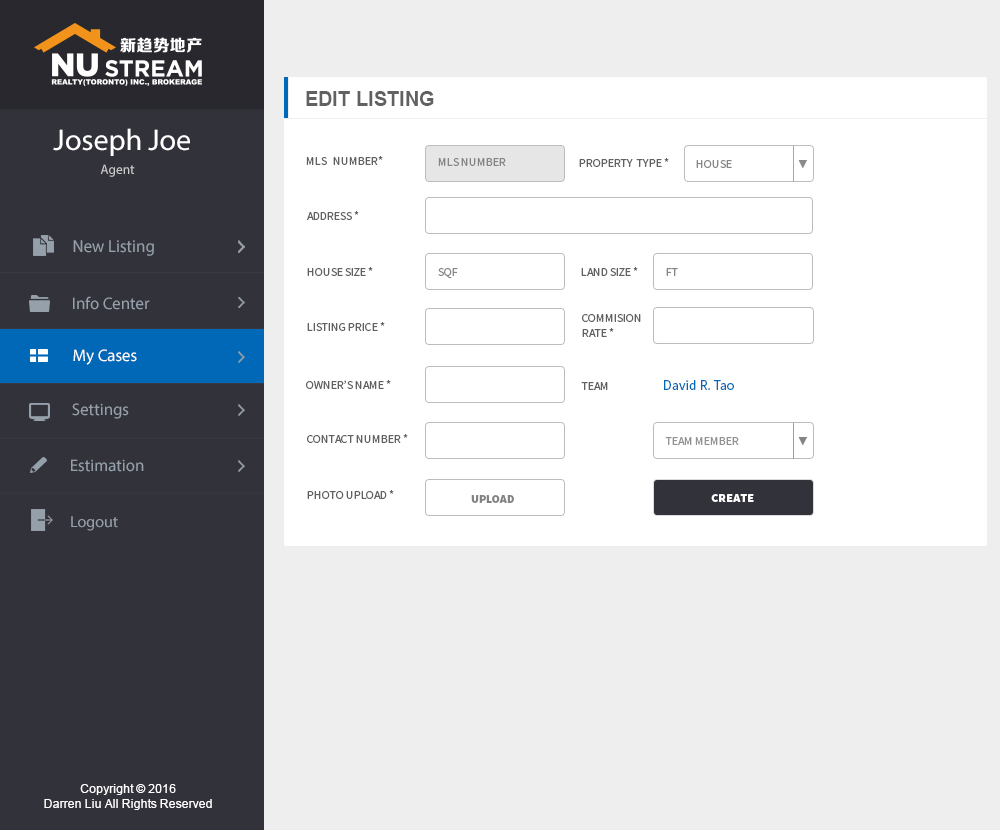 新趋势地产
NU STREAM
REALTY(TORONTO) INC., BROKERAGE
Joseph Joe
Agent
New Listing
Info Center
My Cases
Settings
Estimation
Logout
Copyright © 2016
Darren Liu All Rights Reserved
EDIT LISTING
MLS NUMBER* MLS NUMBER PROPERTY TYPE * HOUSE
ADDRESS *
HOUSE SIZE * SQF LAND SIZE * FT
LISTING PRICE * COMMISION
RATE *
OWNER'S NAME * TEAM David R. Tao
CONTACT NUMBER * TEAM MEMBER
PHOTO UPLOAD * UPLOAD CREATE